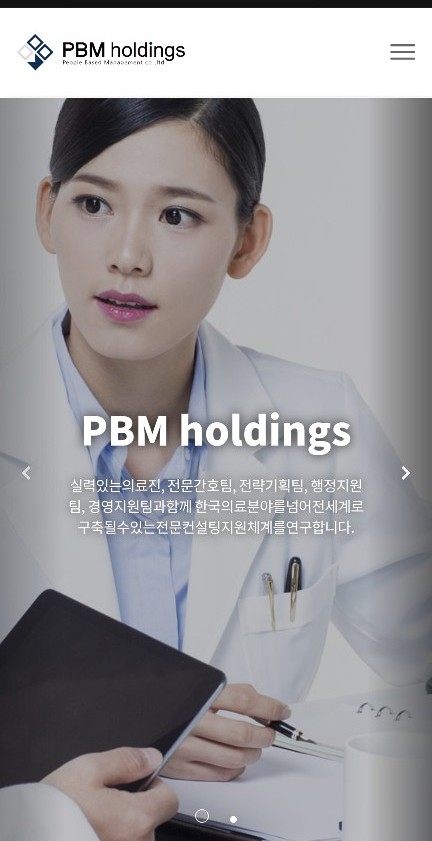 PBM holdings
People Based Management co .,ltd
PBM holdings
실력있는의료진, 전문간호팀, 전략기획팀, 행정지원
팀, 경영지원팀과함께 한국의료분야를넘어전세계로
구축될수있는전문컨설팅지원체계를연구합니다.